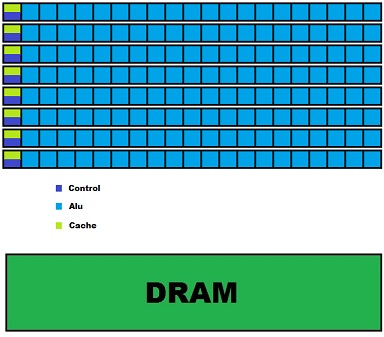 Control
Alu
Cache
DRAM